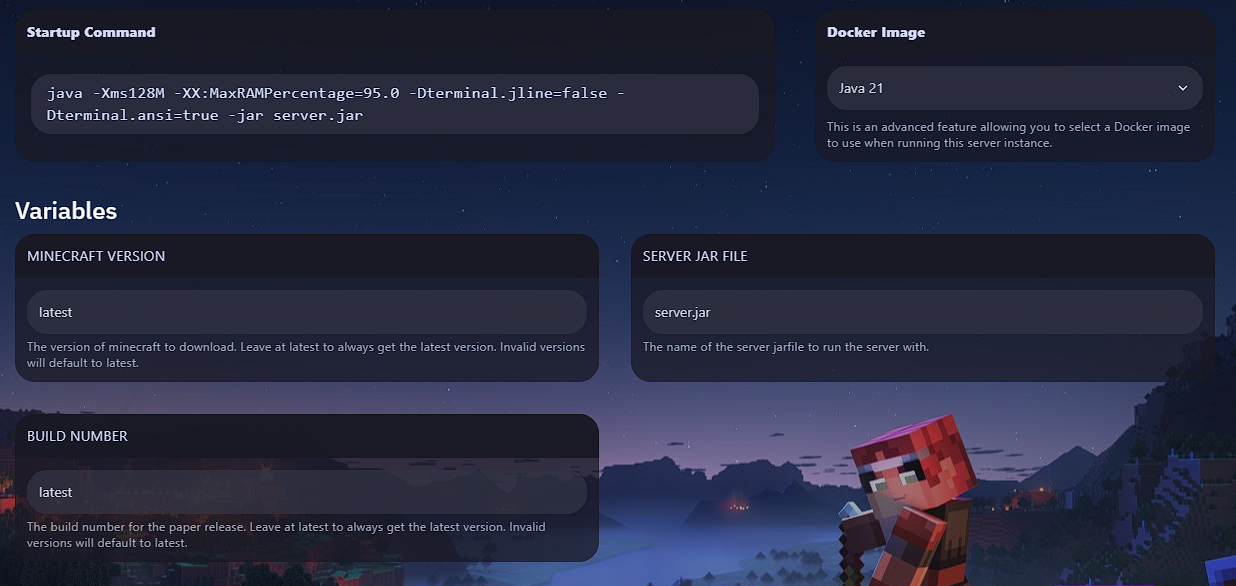 Startup Command
java -Xms128M -XX:MaxRAMPercentage=95.0 -Dterminal.jline=false -
Dterminal.ansi=true -jar server.jar
Docker Image
Java 21
This is an advanced feature allowing you to select a Docker image
to use when running this server instance.
Variables
MINECRAFT VERSION
latest
The version of minecraft to download. Leave at latest to always get the latest version. Invalid versions
will default to latest.
SERVER JAR FILE
server.jar
The name of the server jarfile to run the server with.
BUILD NUMBER
latest
The build number for the paper release. Leave at latest to always get the latest version. Invalid
versions will default to latest.